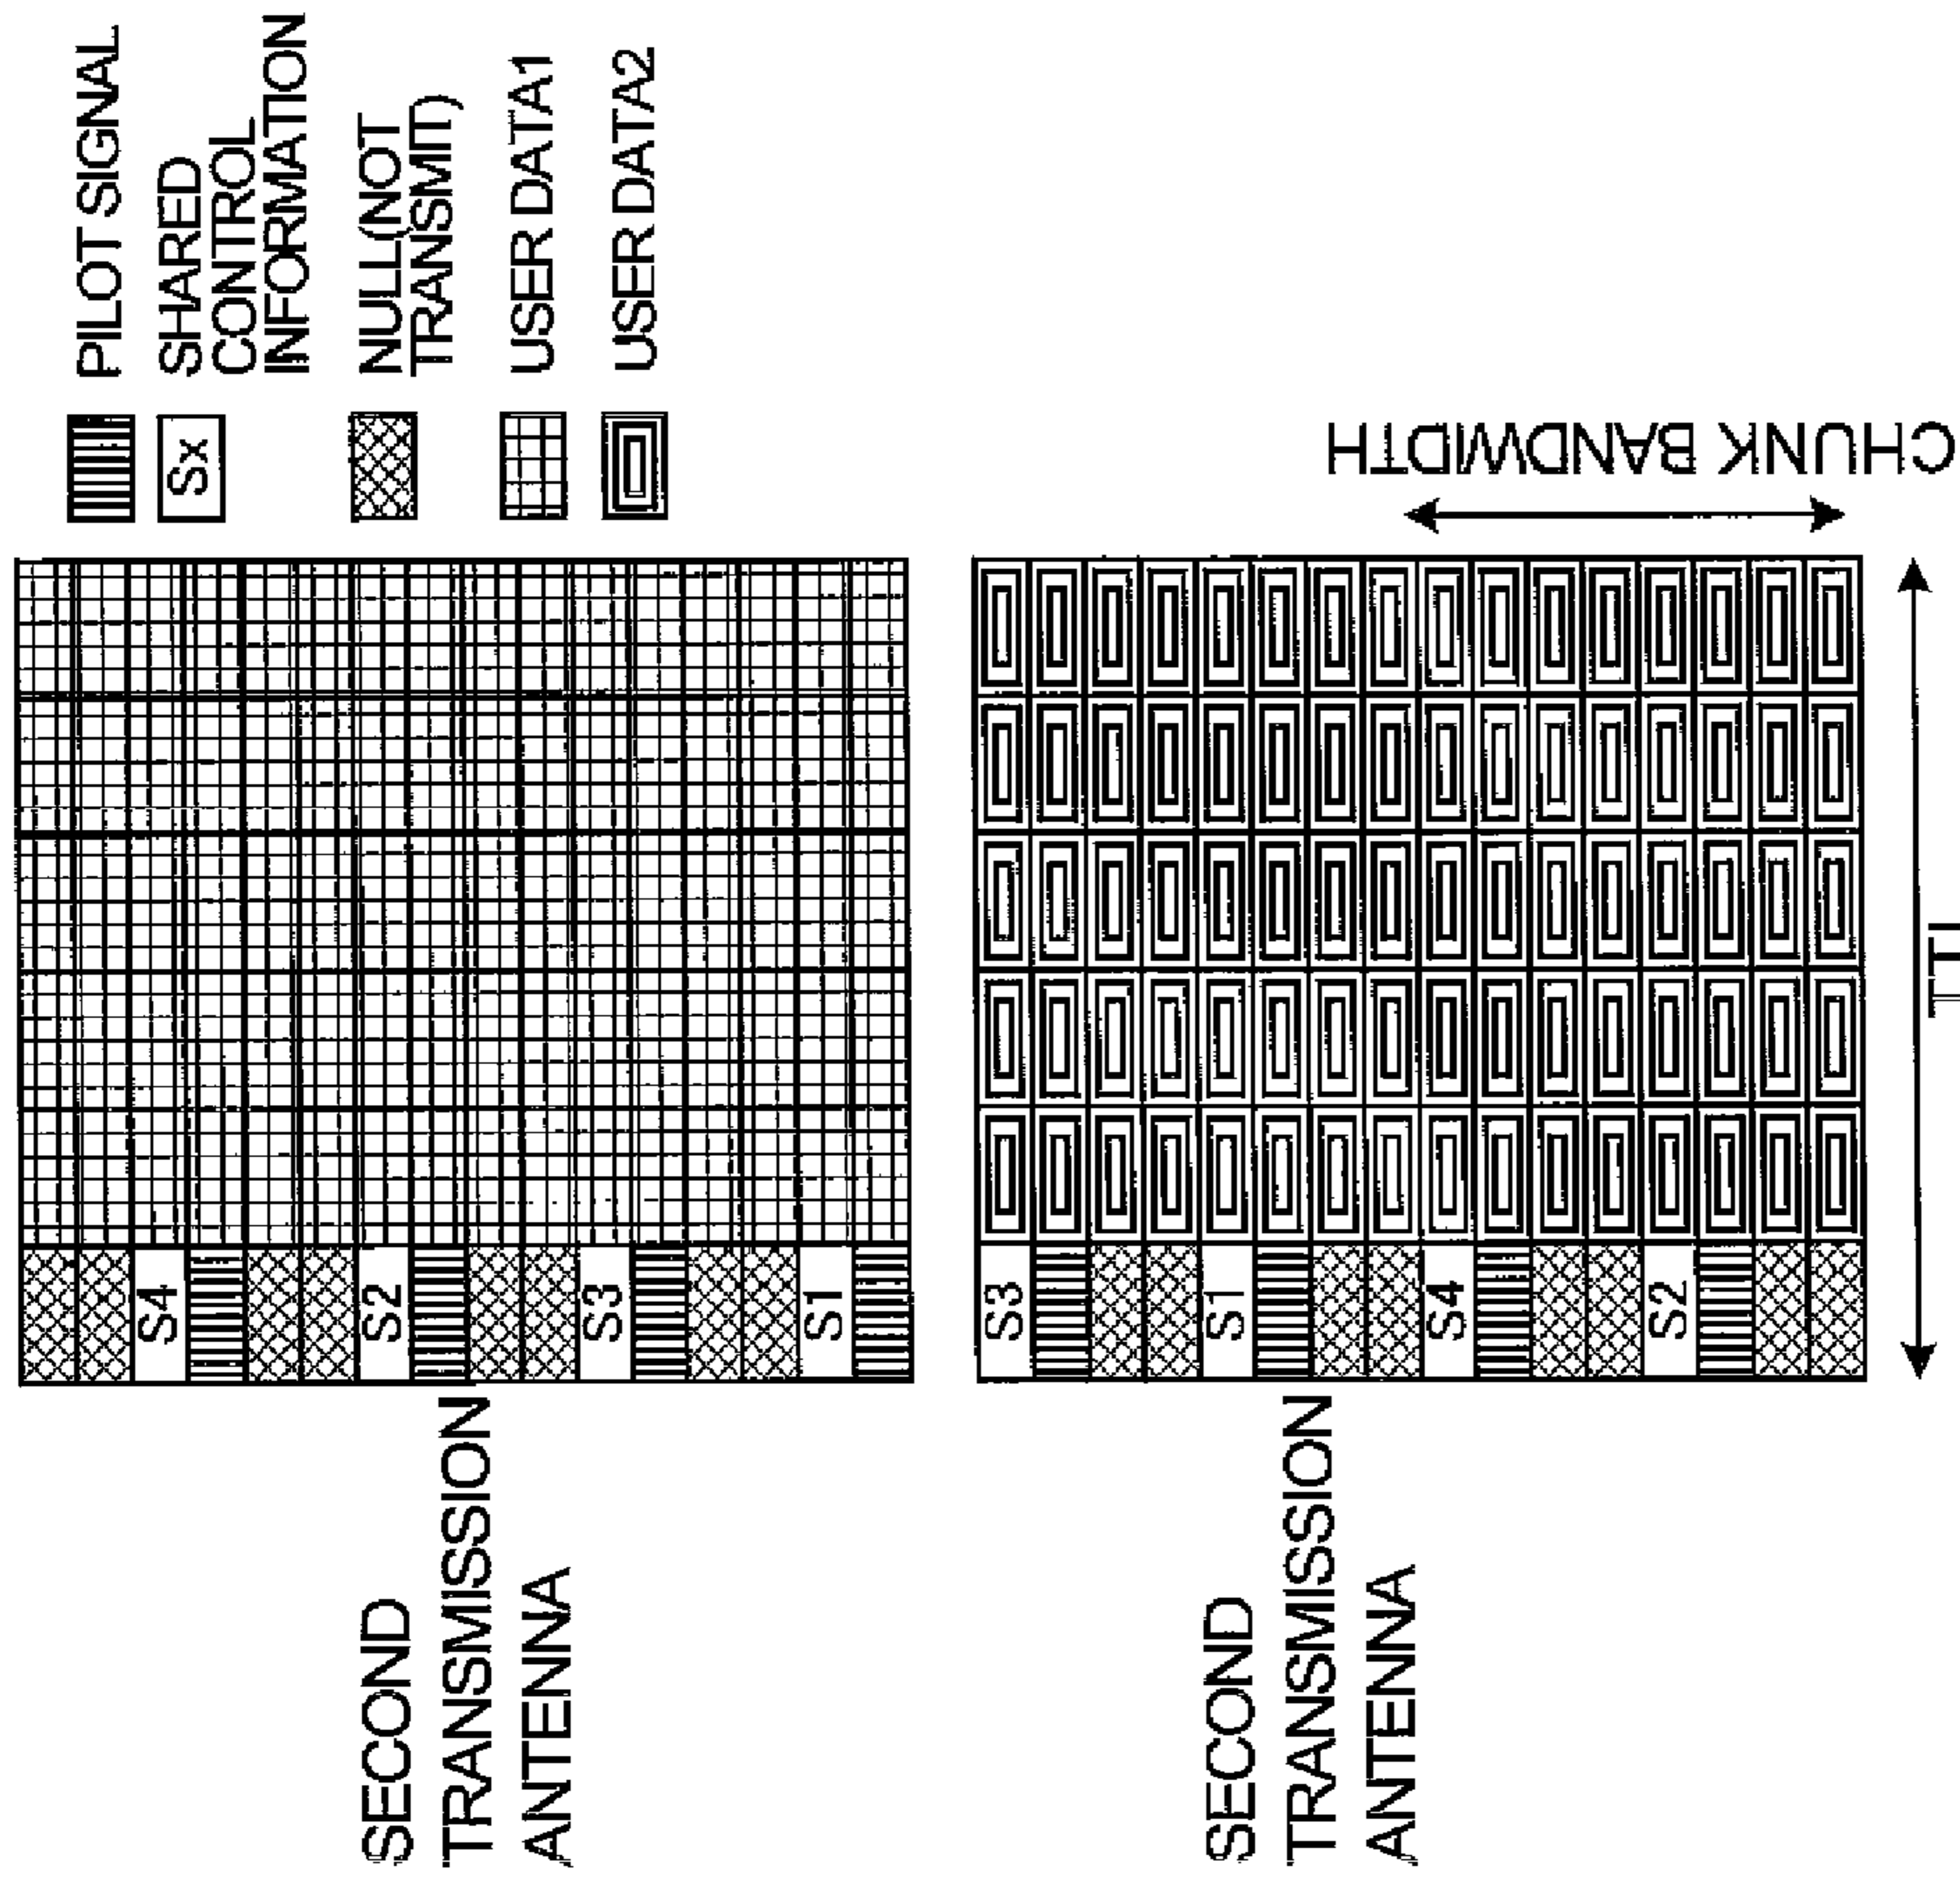 PILOT SIGNAL
Sx
SHARED
CONTROL
INFORMATION
NULL(NOT
TRANSMIT)
USER DATA1
USER DATA2
SECOND
TRANSMISSION
ANTENNA
S4
S2
S3
S1
SECOND
TRANSMISSION
ANTENNA
S3
S1
S4
S2
CHUNK BANDWIDTH
TTI